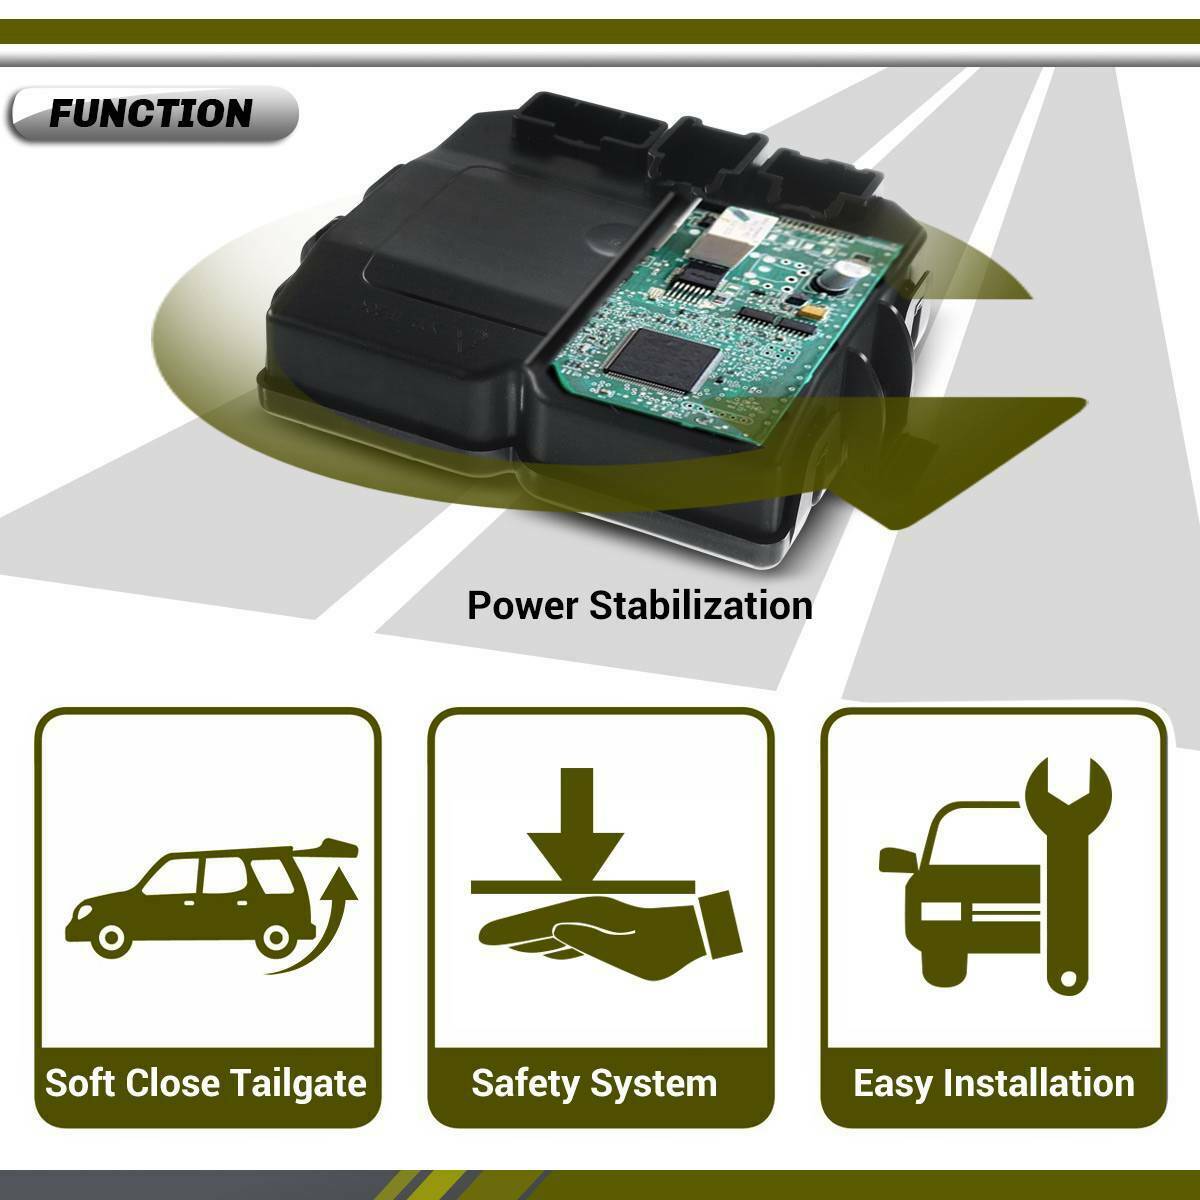 FUNCTION
Power Stabilization
Soft Close Tailgate
Safety System
Easy Installation